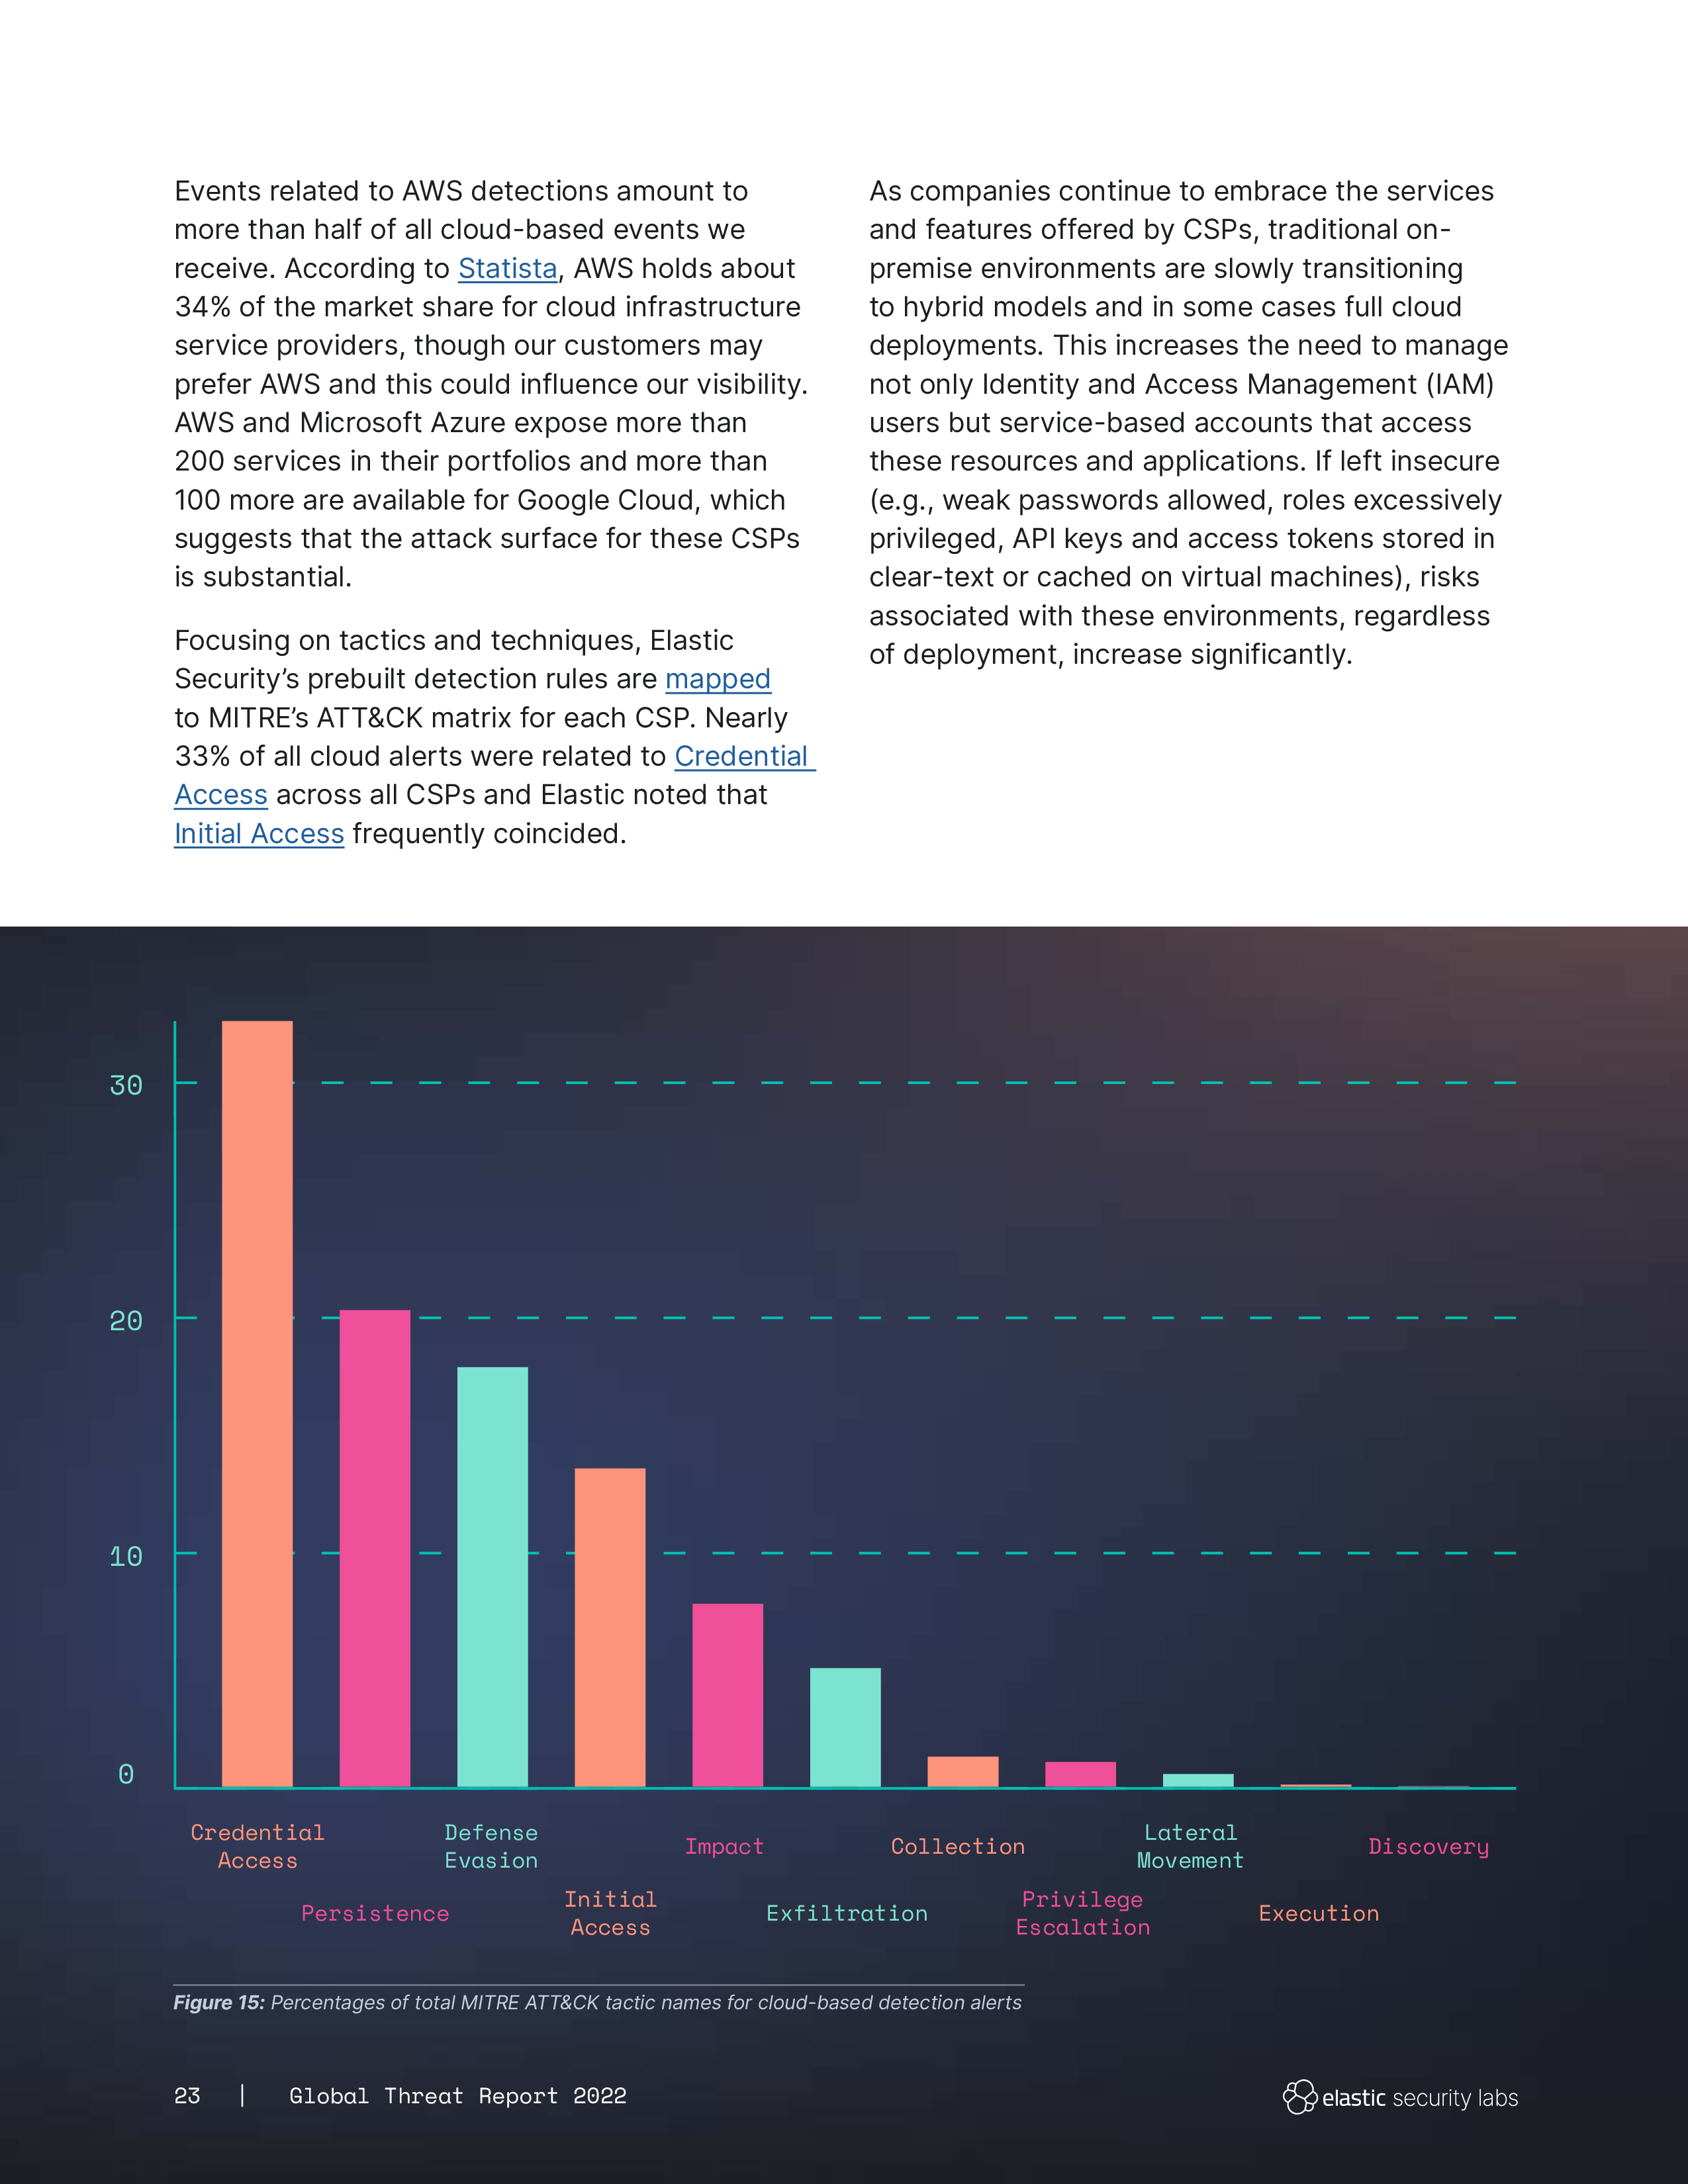 Events related to AWS detections amount to
more than half of all cloud-based events we
receive. According to Statista, AWS holds about
34% of the market share for cloud infrastructure
service providers, though our customers may
prefer AWS and this could influence our visibility.
AWS and Microsoft Azure expose more than
200 services in their portfolios and more than
100 more are available for Google Cloud, which
suggests that the attack surface for these CSPs
is substantial.
Focusing on tactics and techniques, Elastic
Security’s prebuilt detection rules are mapped
to MITRE’s ATT&CK matrix for each CSP. Nearly
33% of all cloud alerts were related to Credential
Access across all CSPs and Elastic noted that
Initial Access frequently coincided.
As companies continue to embrace the services
and features offered by CSPs, traditional on-
premise environments are slowly transitioning
to hybrid models and in some cases full cloud
deployments. This increases the need to manage
not only Identity and Access Management (IAM)
users but service-based accounts that access
these resources and applications. If left insecure
(e.g., weak passwords allowed, roles excessively
privileged, API keys and access tokens stored in
clear-text or cached on virtual machines), risks
associated with these environments, regardless
of deployment, increase significantly.
30
20
10
0
Credential
Access
Persistence
Defense
Evasion
Initial
Access
Impact
Exfiltration
Collection
Privilege
Escalation
Lateral
Movement
Execution
Discovery
Figure 15: Percentages of total MITRE ATT&CK tactic names for cloud-based detection alerts
23 | Global Threat Report 2022
elastic security labs